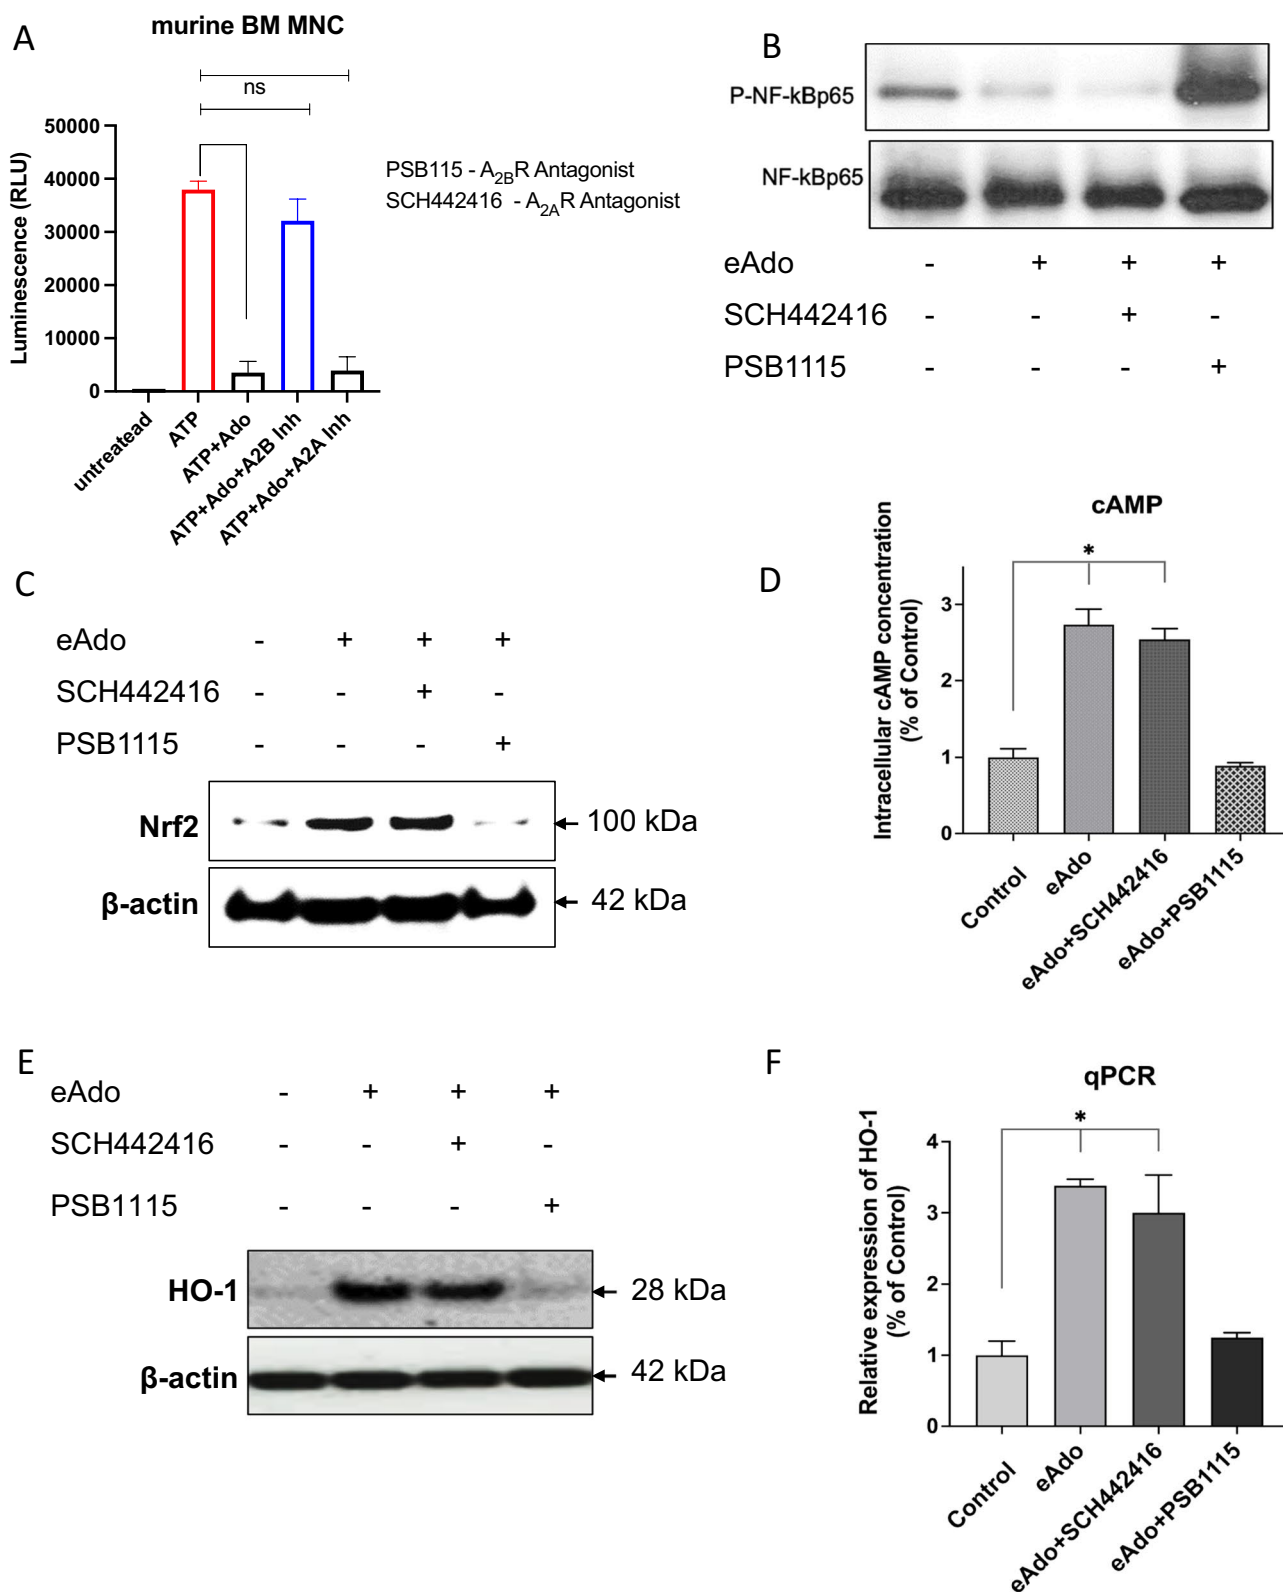 A
murine BM MNC
ns
Luminescence (RLU)
50000
40000
30000
20000
10000
0
untreatead
ATP
ATP+Ado
ATP+Ado+A2B Inh
ATP+Ado+A2A Inh
PSB115 - A2BR Antagonist
SCH442416 - A2AR Antagonist
B
P-NF-kBp65
NF-kBp65
eAdo - + + +
SCH442416 - - + -
PSB1115 - - - +
C
eAdo - + + +
SCH442416 - - + -
PSB1115 - - - +
Nrf2 100 kDa
β-actin 42 kDa
D
cAMP
*
Intracellular cAMP concentration
(% of Control)
3
2
1
0
Control
eAdo
eAdo+SCH442416
eAdo+PSB1115
E
eAdo - + + +
SCH442416 - - + -
PSB1115 - - - +
HO-1 28 kDa
β-actin 42 kDa
F
qPCR
*
Relative expression of HO-1
(% of Control)
4
3
2
1
0
Control
eAdo
eAdo+SCH442416
eAdo+PSB1115